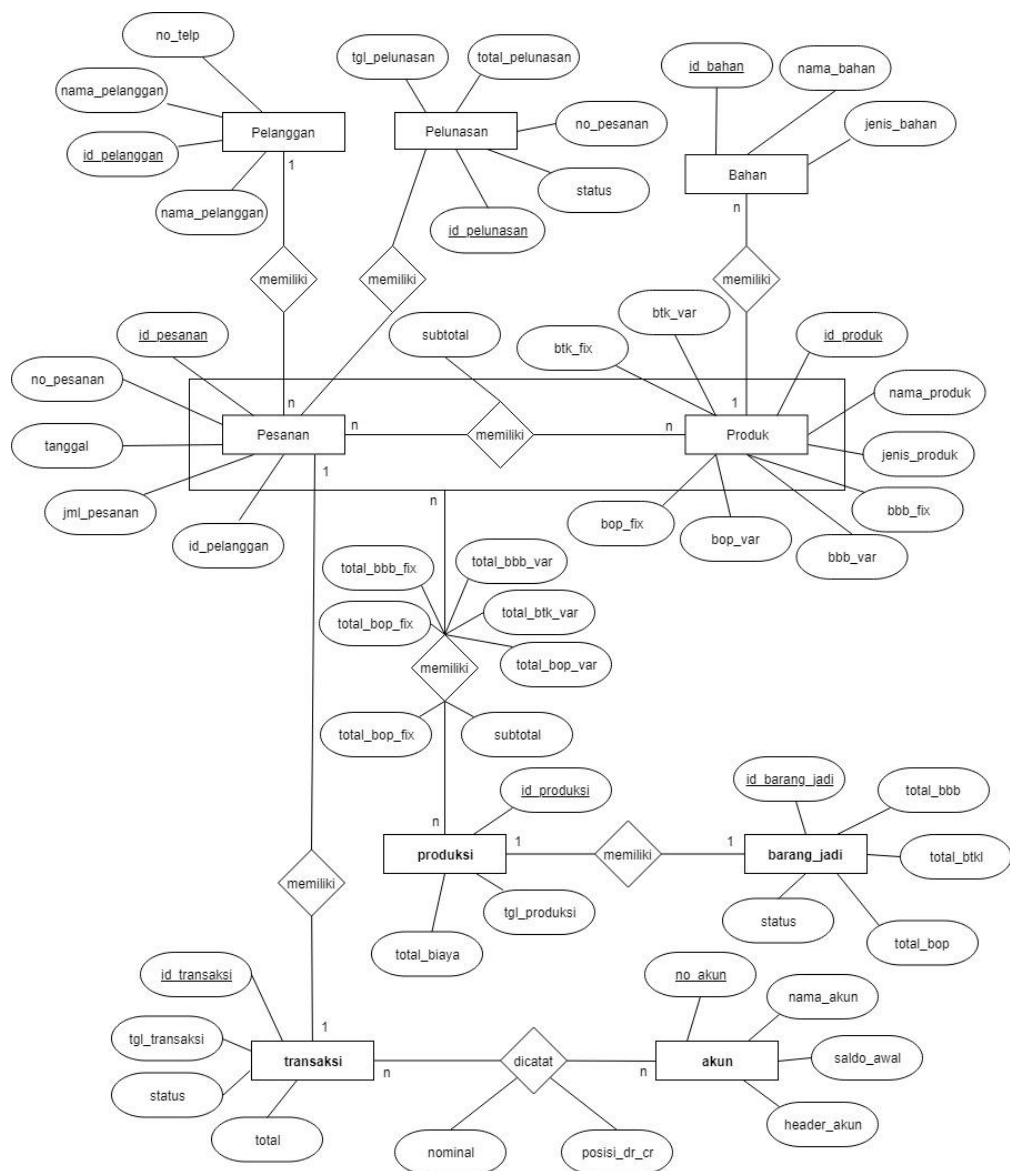 no_telp
tgl_pelunasan
total_pelunasan
id_bahan
nama_bahan
nama_pelanggan
Pelanggan
Pelunasan
no_pesanan
jenis_bahan
id_pelanggan
1
Bahan
status
nama_pelanggan
id_pelunasan
n
memiliki
memiliki
memiliki
btk_var
id_pesanan
subtotal
id_produk
btk_fix
no_pesanan
nama_produk
n
1
Pesanan
n
memiliki
n
Produk
tanggal
jenis_produk
1
n
bbb_fix
jml_pesanan
bop_fix
id_pelanggan
bop_var
bbb_var
total_bbb_fix
total_bbb_var
total_bop_fix
total_btk_var
memiliki
total_bop_var
total_bop_fix
subtotal
id_produksi
id_barang_jadi
total_bbb
n
1
1
produksi
memiliki
barang_jadi
total_btkl
memiliki
tgl_produksi
status
total_biaya
total_bop
id_transaksi
no_akun
nama_akun
1
tgl_transaksi
transaksi
dicatat
akun
saldo_awal
n
n
status
header_akun
total
nominal
posisi_dr_cr